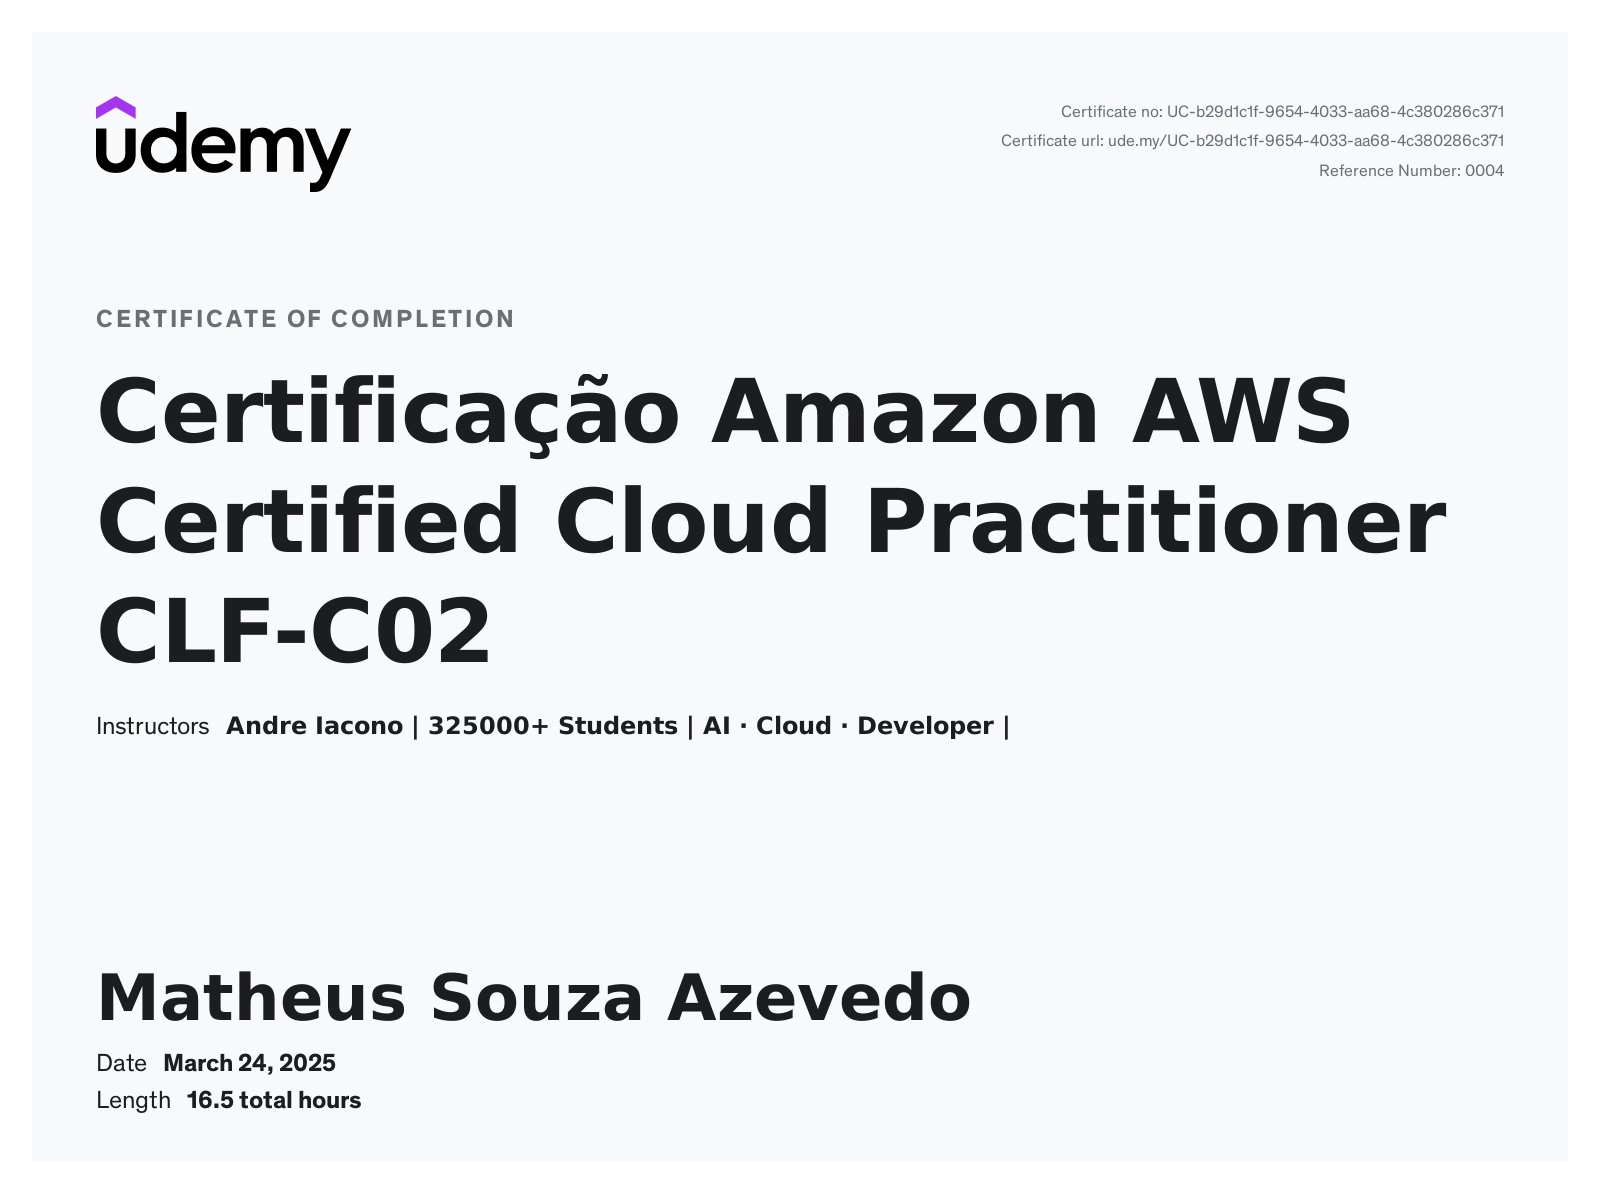 udemy
Certificate no: UC-b29d1c1f-9654-4033-aa68-4c380286c371
Certificate url: ude.my/UC-b29d1c1f-9654-4033-aa68-4c380286c371
Reference Number: 0004
CERTIFICATE OF COMPLETION
Certificação Amazon AWS
Certified Cloud Practitioner
CLF-C02
Instructors Andre Iacono | 325000+ Students | AI · Cloud · Developer |
Matheus Souza Azevedo
Date March 24, 2025
Length 16.5 total hours